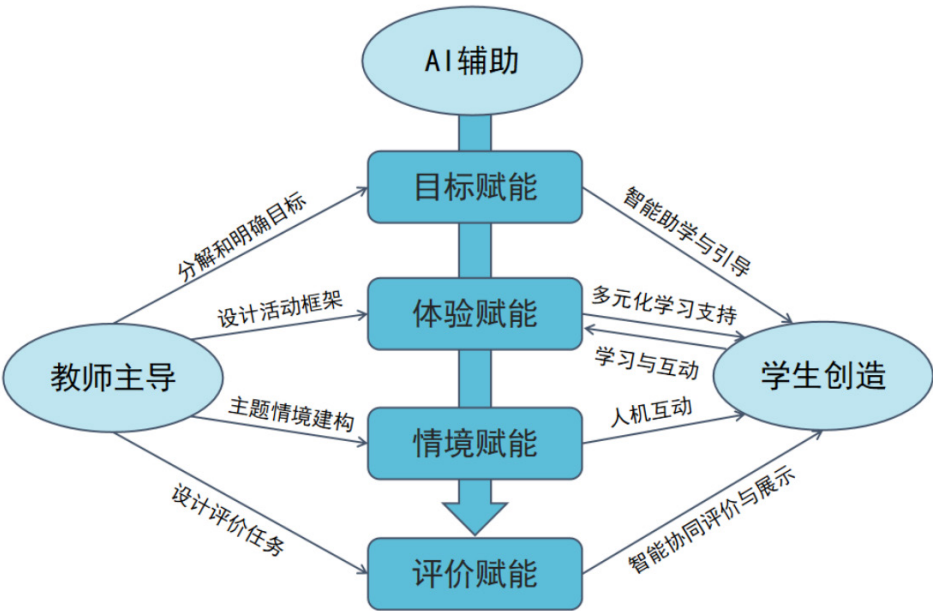 AI辅助
目标赋能
分解和明确目标
智能助学与引导
体验赋能
设计活动框架
多元化学习支持
学习与互动
教师主导
学生创造
主题情境建构
情境赋能
人机互动
设计评价任务
智能协同评价与展示
评价赋能